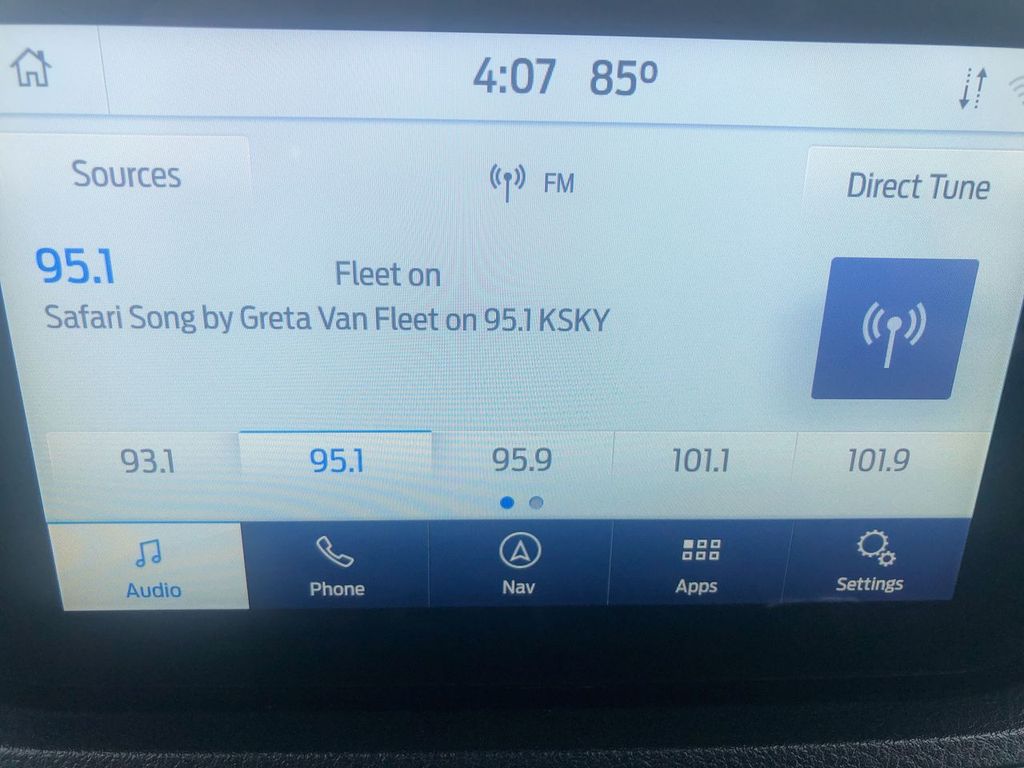 4:07 85º
Sources
FM
Direct Tune
95.1
Fleet on
Safari Song by Greta Van Fleet on 95.1 KSKY
93.1 95.1 95.9 101.1 101.9
Audio Phone Nav Apps Settings